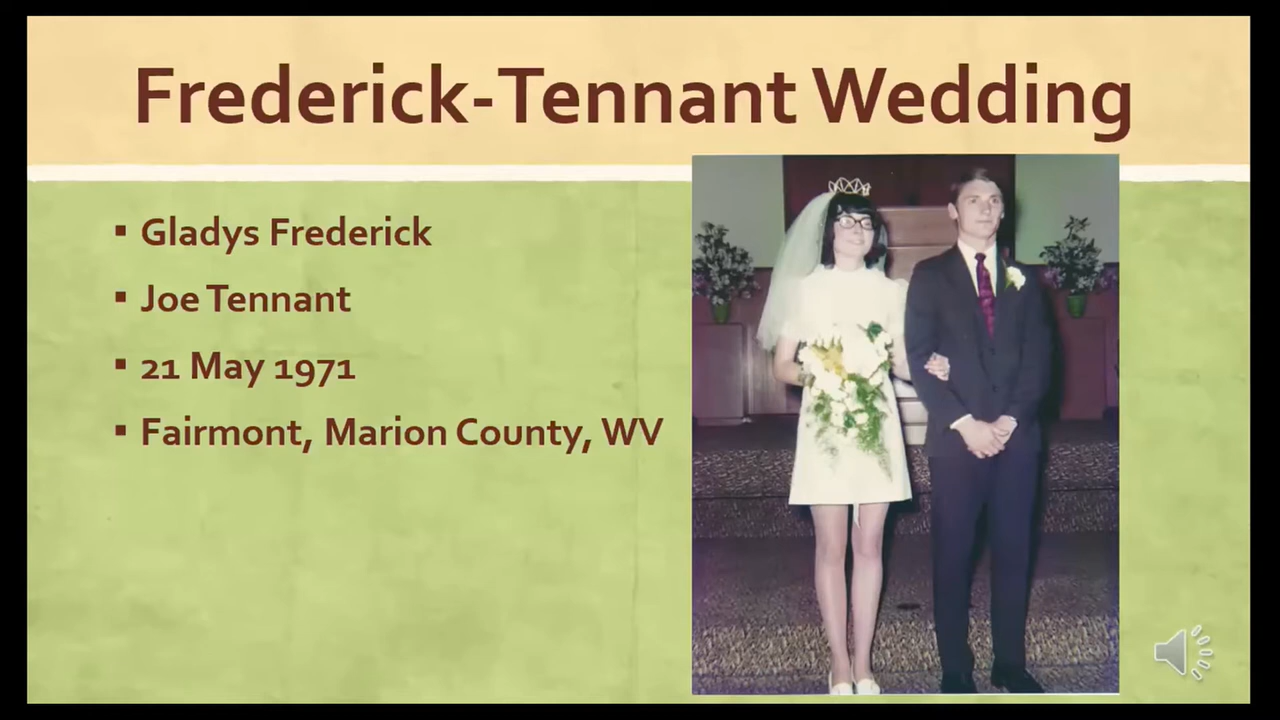 Frederick-Tennant Wedding
▪ Gladys Frederick
▪ Joe Tennant
▪ 21 May 1971
▪ Fairmont, Marion County, WV